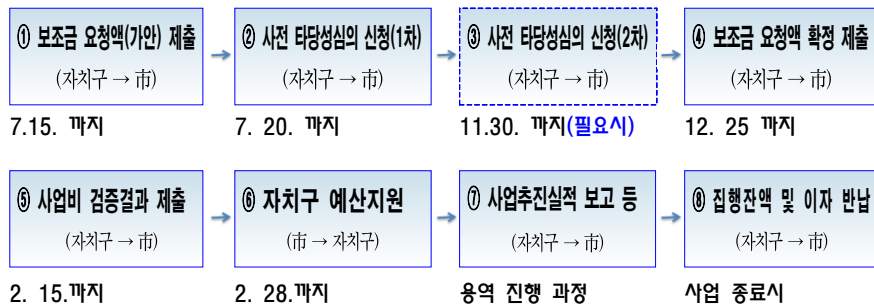 ① 보조금 요청액(가안) 제출
(자치구 → 市)
7.15. 까지
② 사전 타당성심의 신청(1차)
(자치구 → 市)
7. 20. 까지
③ 사전 타당성심의 신청(2차)
(자치구 → 市)
11.30. 까지(필요시)
④ 보조금 요청액 확정 제출
(자치구 → 市)
12. 25 까지
⑤ 사업비 검증결과 제출
(자치구 → 市)
2. 15.까지
⑥ 자치구 예산지원
(市 → 자치구)
2. 28.까지
⑦ 사업추진실적 보고 등
(자치구 → 市)
용역 진행 과정
⑧ 집행잔액 및 이자 반납
(자치구 → 市)
사업 종료시